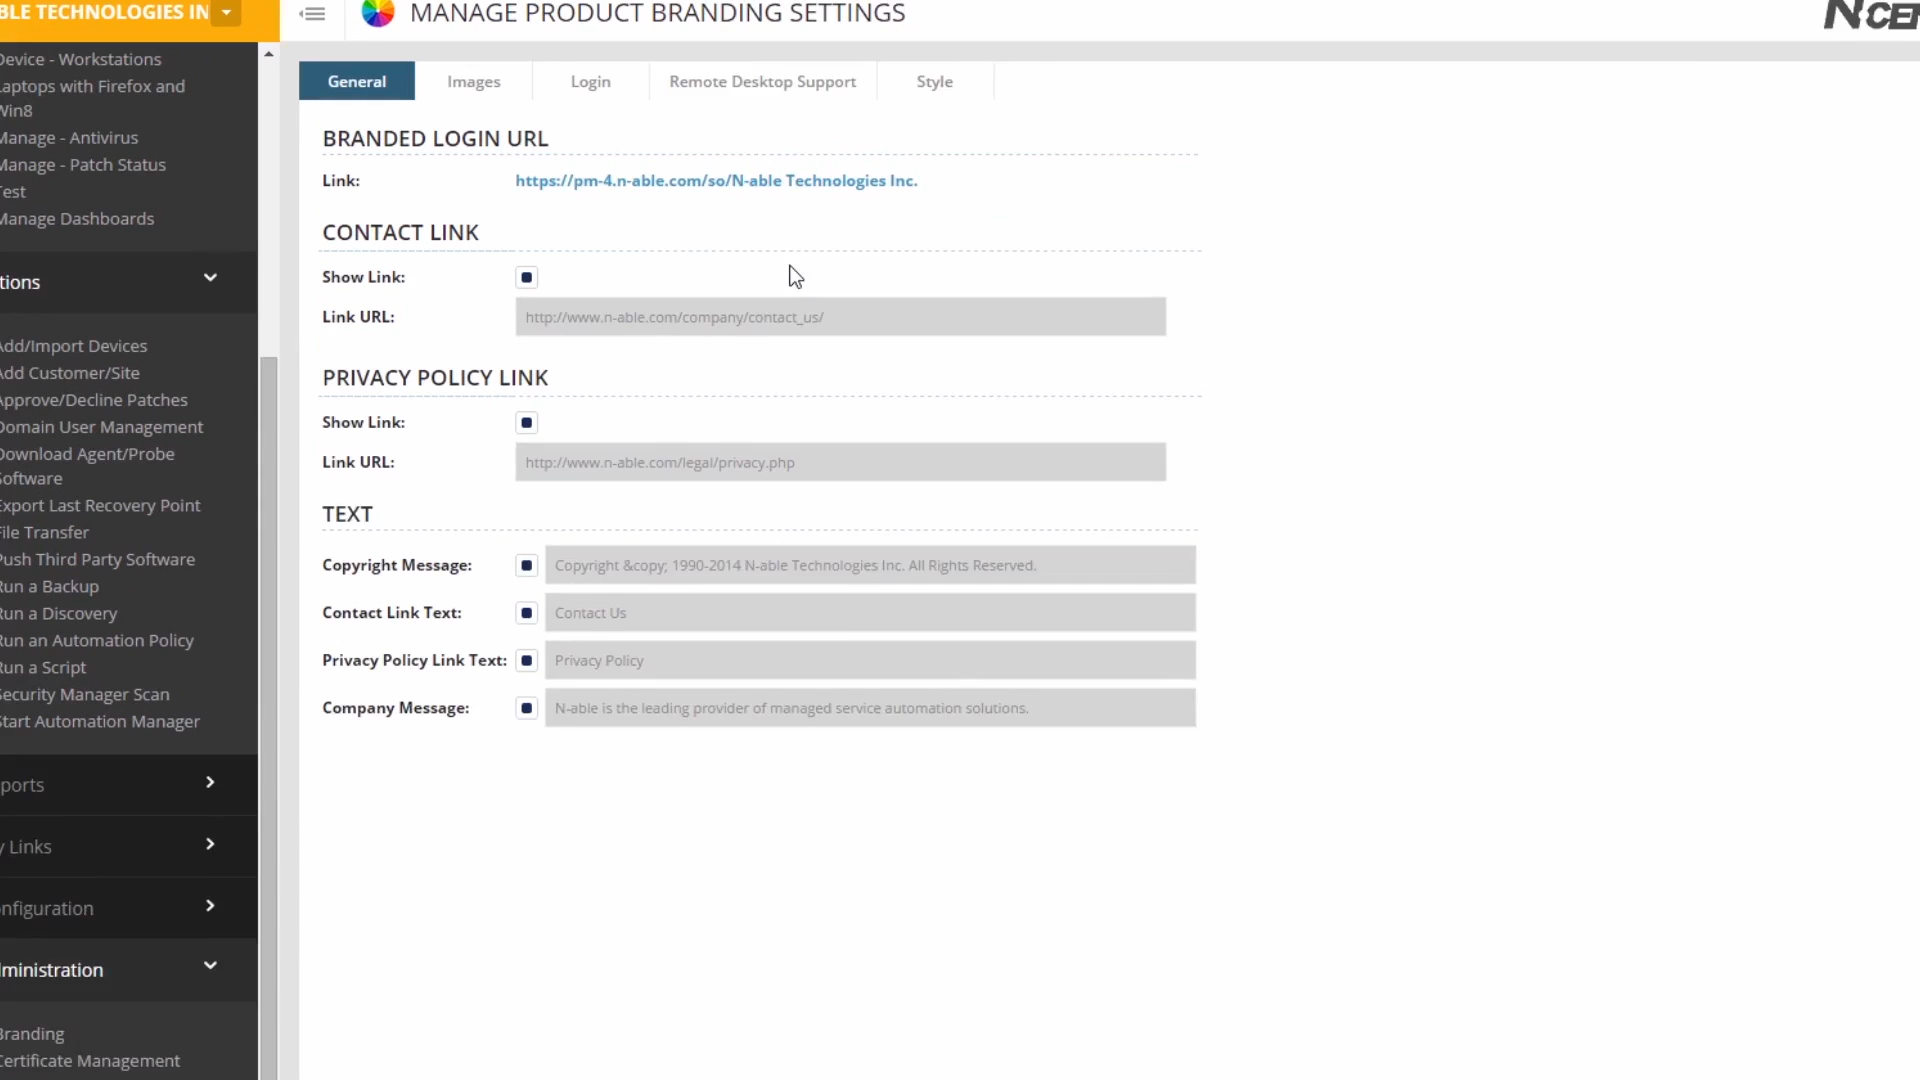 BLE TECHNOLOGIES IN
MANAGE PRODUCT BRANDING SETTINGS
Device - Workstations
Laptops with Firefox and
Win8
Manage - Antivirus
Manage - Patch Status
Test
Manage Dashboards
tions
Add/Import Devices
Add Customer/Site
Approve/Decline Patches
Domain User Management
Download Agent/Probe
Software
Export Last Recovery Point
File Transfer
Push Third Party Software
Run a Backup
Run a Discovery
Run an Automation Policy
Run a Script
Security Manager Scan
Start Automation Manager
ports
y Links
nfiguration
ministration
Branding
Certificate Management
General Images Login Remote Desktop Support Style
BRANDED LOGIN URL
Link: https://pm-4.n-able.com/so/N-able Technologies Inc.
CONTACT LINK
Show Link:
Link URL: http://www.n-able.com/company/contact_us/
PRIVACY POLICY LINK
Show Link:
Link URL: http://www.n-able.com/legal/privacy.php
TEXT
Copyright Message: Copyright &copy; 1990-2014 N-able Technologies Inc. All Rights Reserved.
Contact Link Text: Contact Us
Privacy Policy Link Text: Privacy Policy
Company Message: N-able is the leading provider of managed service automation solutions.